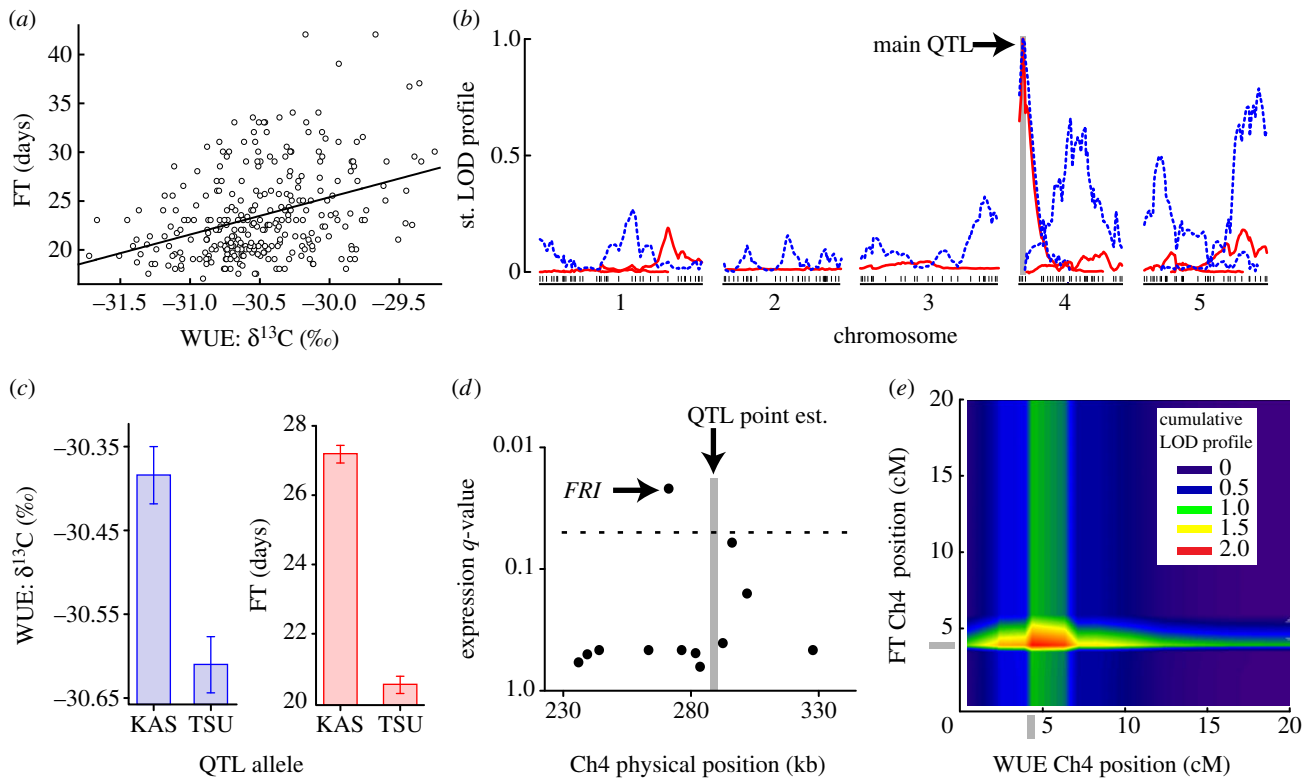 (a)
FT (days)
40
35
30
25
20
−31.5 −31.0 −30.5 −30.0 −29.5
WUE: δ¹³C (‰)
(b)
st. LOD profile
1.0
0.5
0
main QTL
1 2 3 4 5
chromosome
(c)
WUE: δ¹³C (‰)
−30.35
−30.45
−30.55
−30.65
KAS TSU
FT (days)
28
26
24
22
20
KAS TSU
QTL allele
(d)
QTL point est.
FRI
expression q-value
0.01
0.1
1.0
230 280 330
Ch4 physical position (kb)
(e)
FT Ch4 position (cM)
20
15
10
5
0
cumulative
LOD profile
0
0.5
1.0
1.5
2.0
5 10 15 20
WUE Ch4 position (cM)